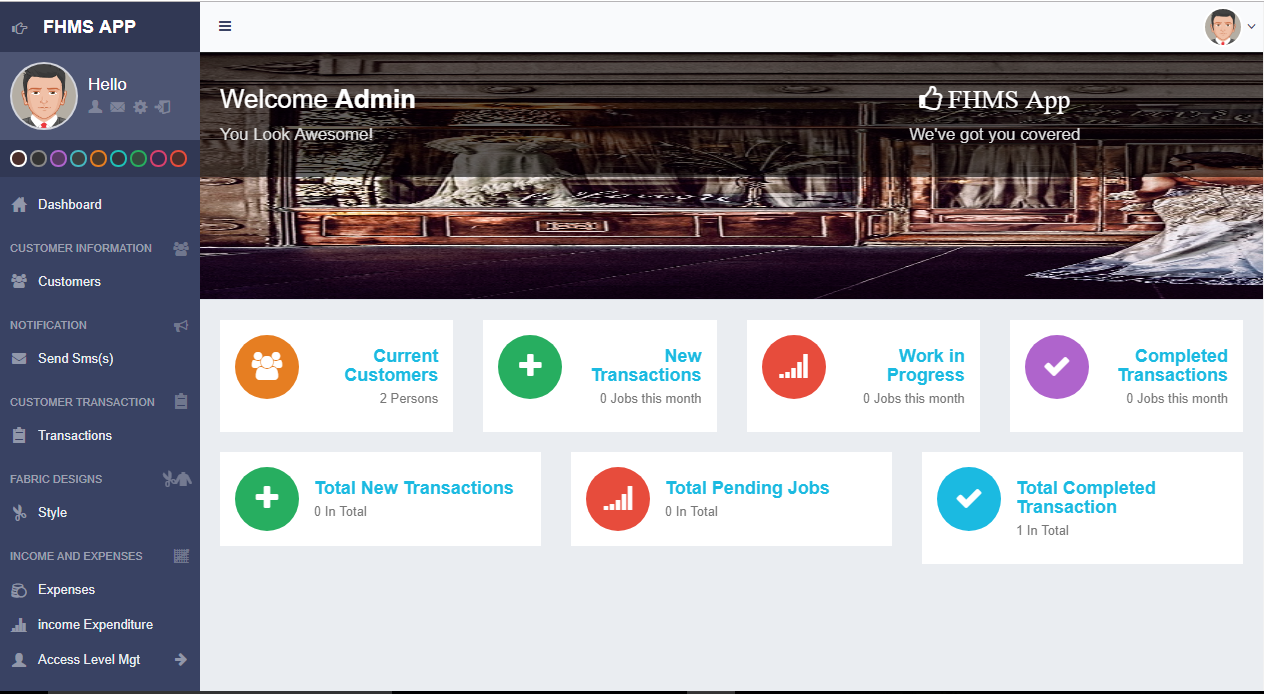 FHMS APP
Hello
Dashboard
CUSTOMER INFORMATION
Customers
NOTIFICATION
Send Sms(s)
CUSTOMER TRANSACTION
Transactions
FABRIC DESIGNS
Style
INCOME AND EXPENSES
Expenses
income Expenditure
Access Level Mgt
Welcome Admin
You Look Awesome!
FHMS App
We've got you covered
Current
Customers
2 Persons
New
Transactions
0 Jobs this month
Work in
Progress
0 Jobs this month
Completed
Transactions
0 Jobs this month
Total New Transactions
0 In Total
Total Pending Jobs
0 In Total
Total Completed
Transaction
1 In Total